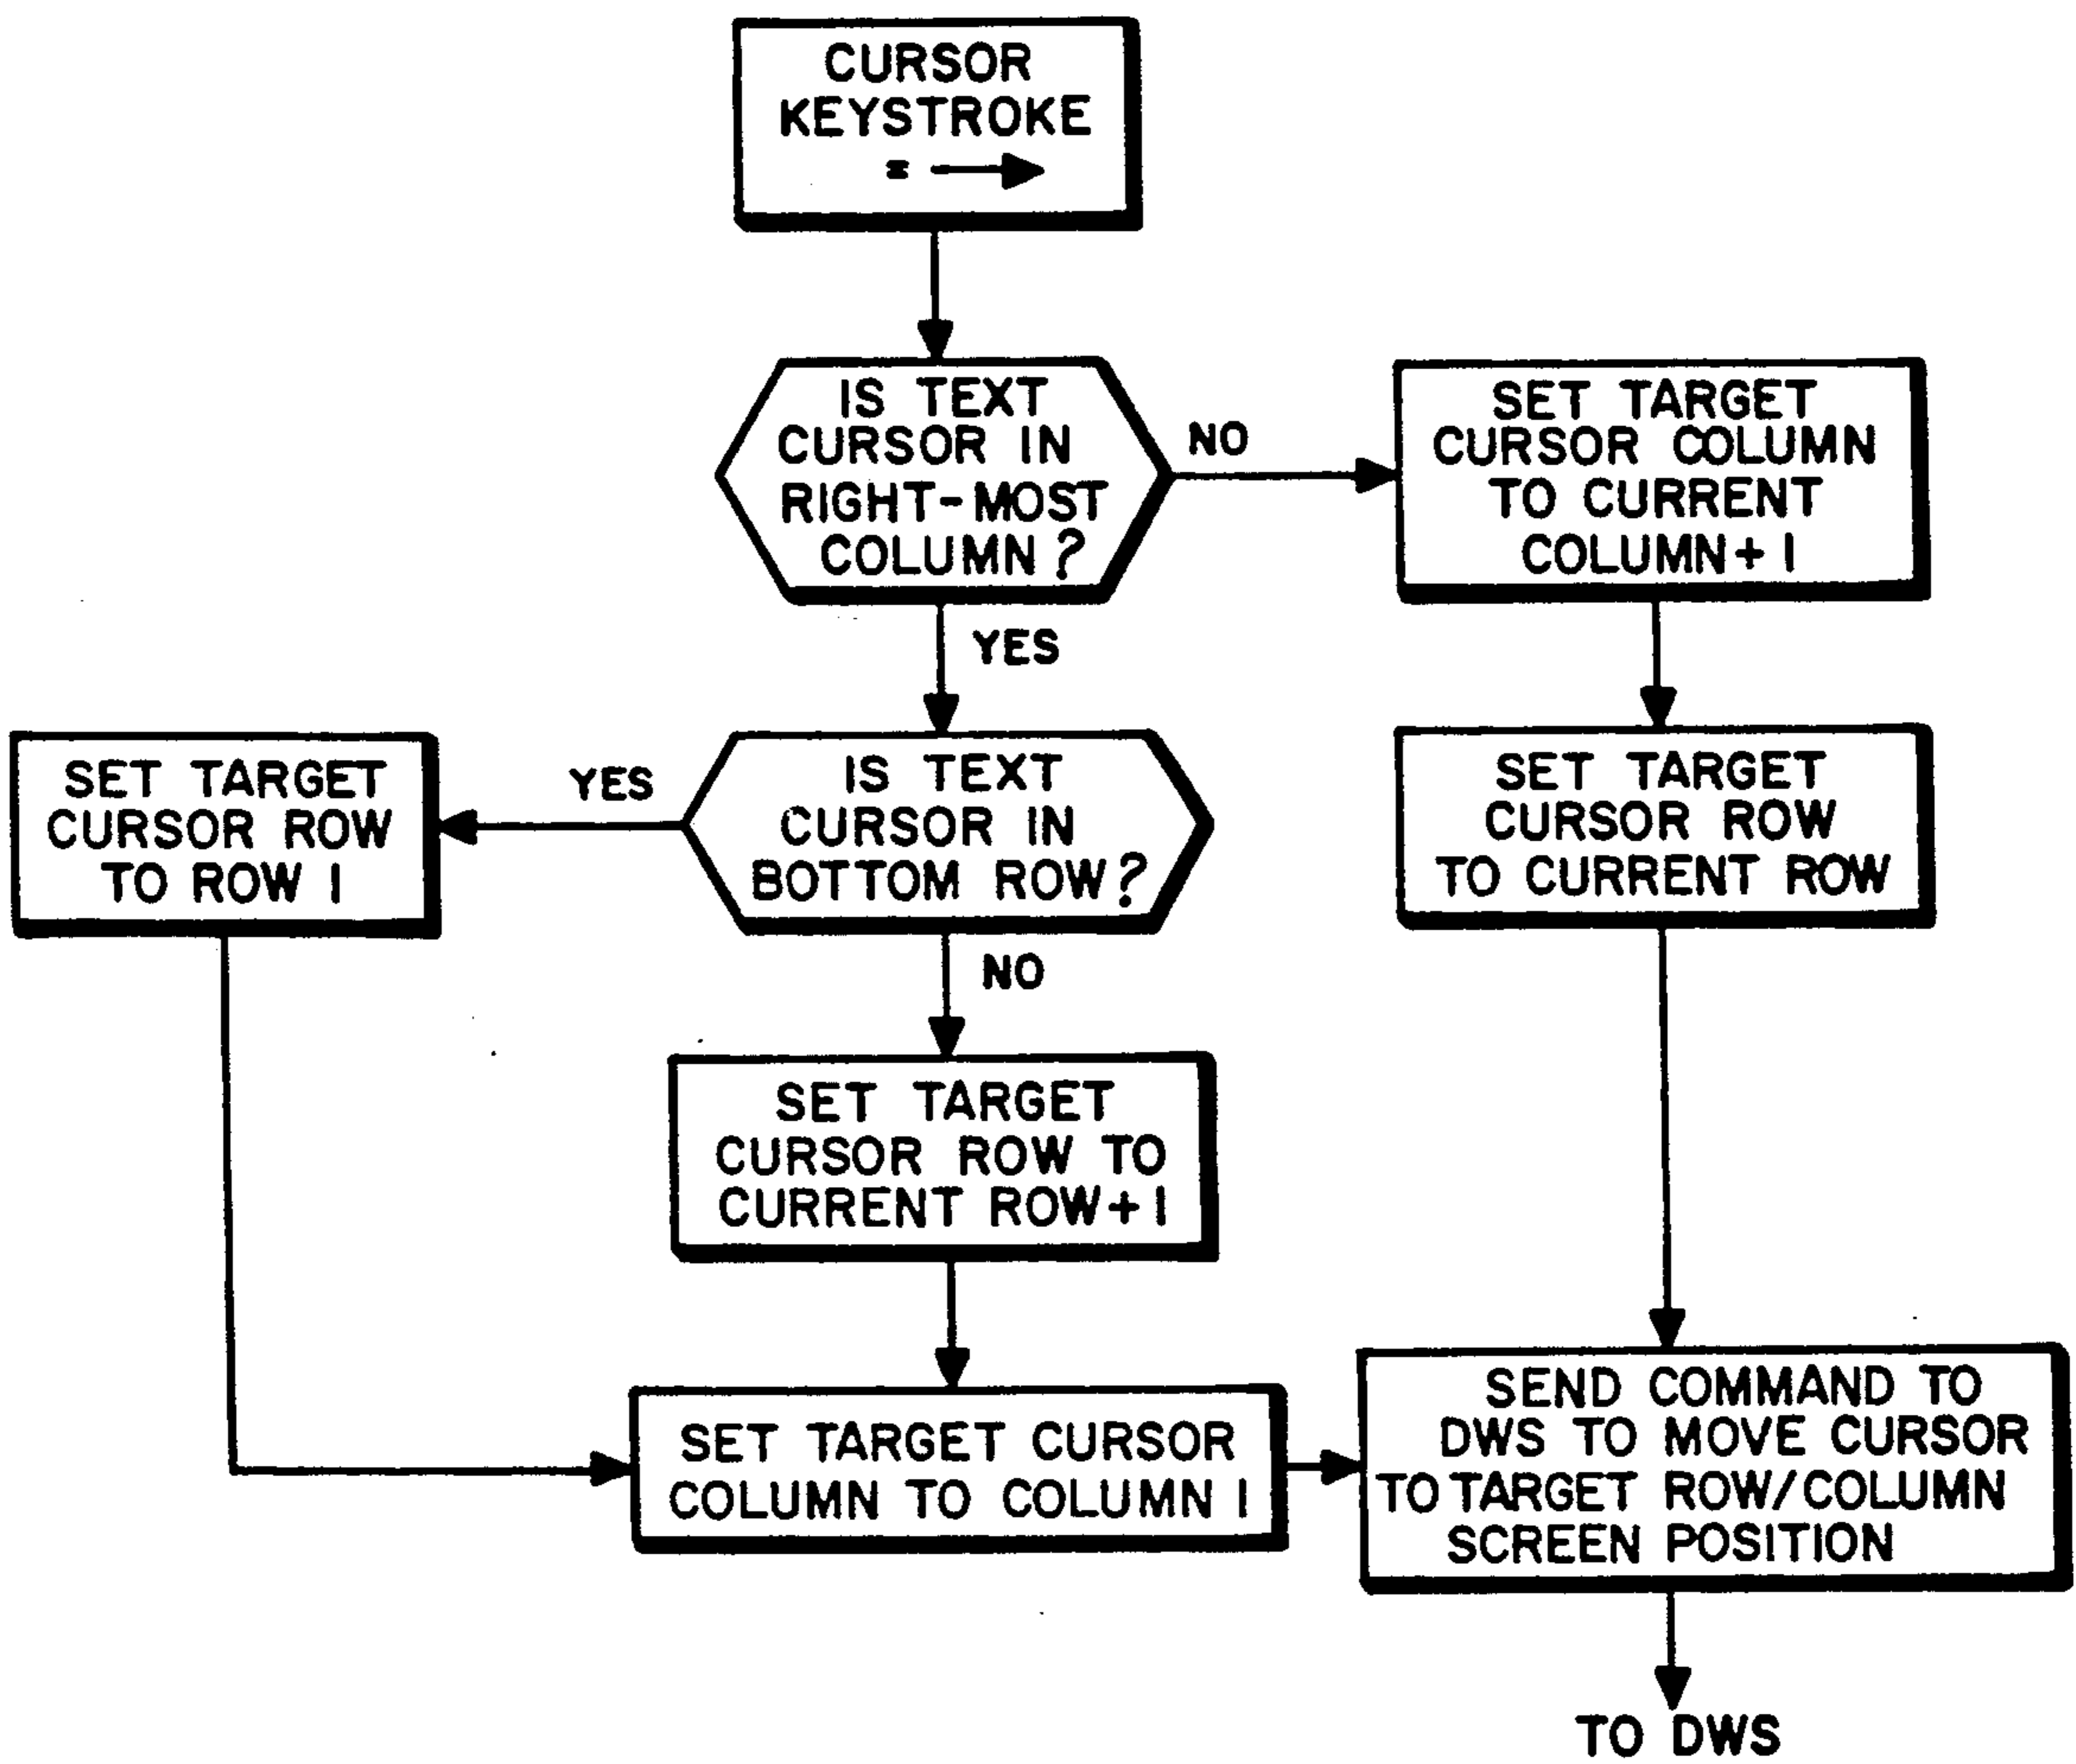 CURSOR
KEYSTROKE
= →
IS TEXT
CURSOR IN
RIGHT-MOST
COLUMN?
NO
SET TARGET
CURSOR COLUMN
TO CURRENT
COLUMN+1
YES
SET TARGET
CURSOR ROW
TO ROW 1
YES
IS TEXT
CURSOR IN
BOTTOM ROW?
SET TARGET
CURSOR ROW
TO CURRENT ROW
NO
SET TARGET
CURSOR ROW TO
CURRENT ROW+1
SET TARGET CURSOR
COLUMN TO COLUMN 1
SEND COMMAND TO
DWS TO MOVE CURSOR
TO TARGET ROW/COLUMN
SCREEN POSITION
TO DWS